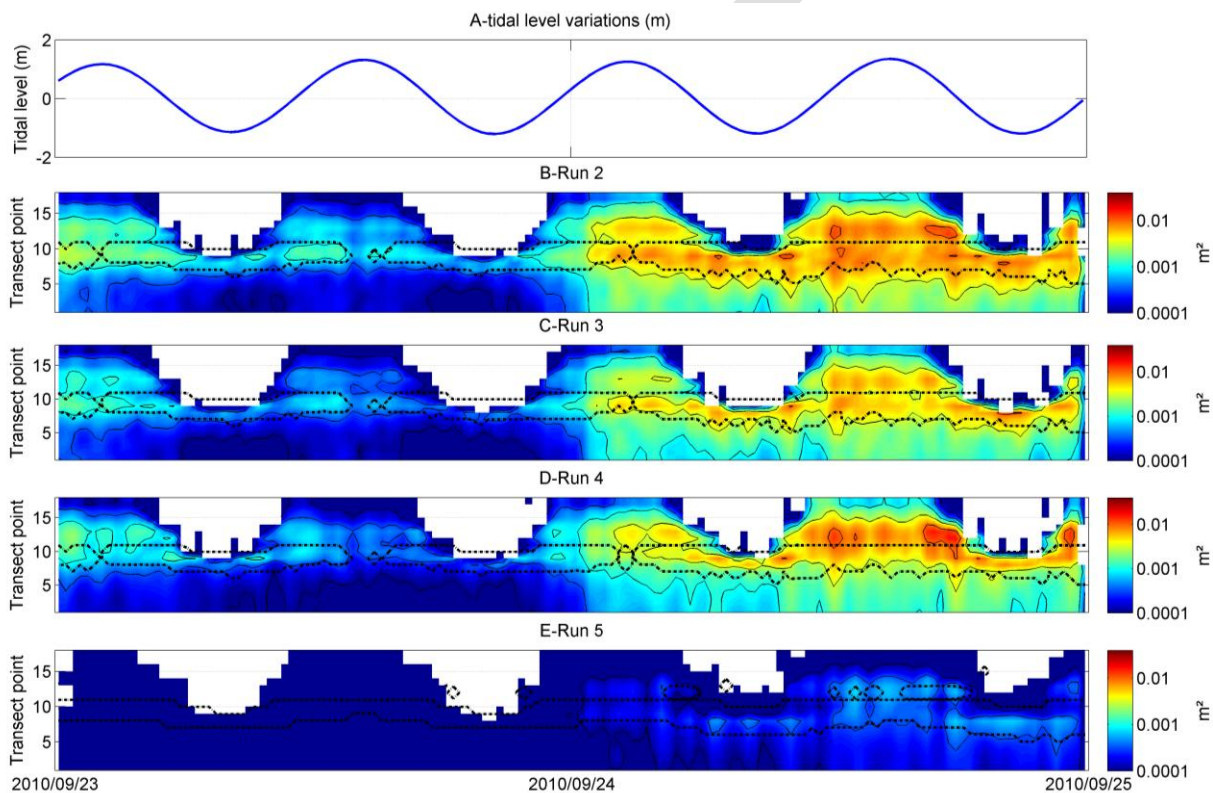 A-tidal level variations (m)
2
0
-2
Tidal level (m)
B-Run 2
15
10
5
Transect point
0.01
0.001
0.0001
m²
C-Run 3
15
10
5
Transect point
0.01
0.001
0.0001
m²
D-Run 4
15
10
5
Transect point
0.01
0.001
0.0001
m²
E-Run 5
15
10
5
Transect point
0.01
0.001
0.0001
m²
2010/09/23 2010/09/24 2010/09/25